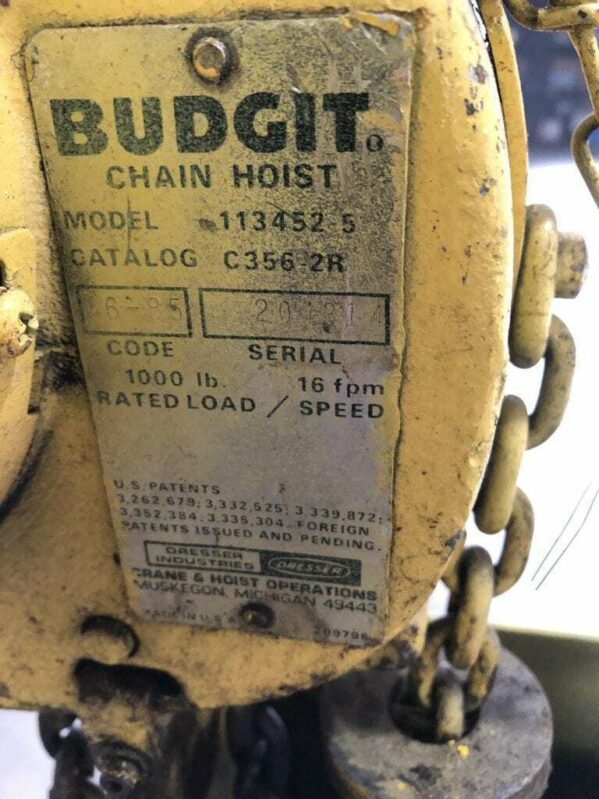 BUDGIT®
CHAIN HOIST
MODEL 113452-5
CATALOG C356-2R
CODE SERIAL
1000 lb. 16 fpm
RATED LOAD / SPEED
U.S. PATENTS
3,262,679; 3,332,525; 3,339,872;
3,352,384; 3,335,304. FOREIGN
PATENTS ISSUED AND PENDING.
DRESSER
INDUSTRIES
DRESSER
CRANE & HOIST OPERATIONS
MUSKEGON, MICHIGAN 49443
MADE IN U.S.A.